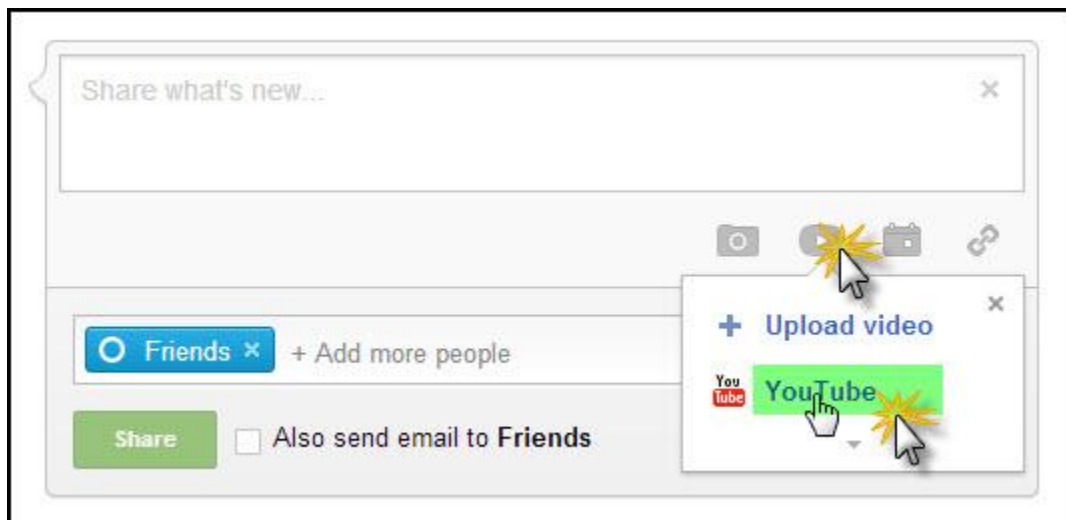 Share what's new...
+ Upload video
Friends × + Add more people
You Tube YouTube
Share Also send email to Friends